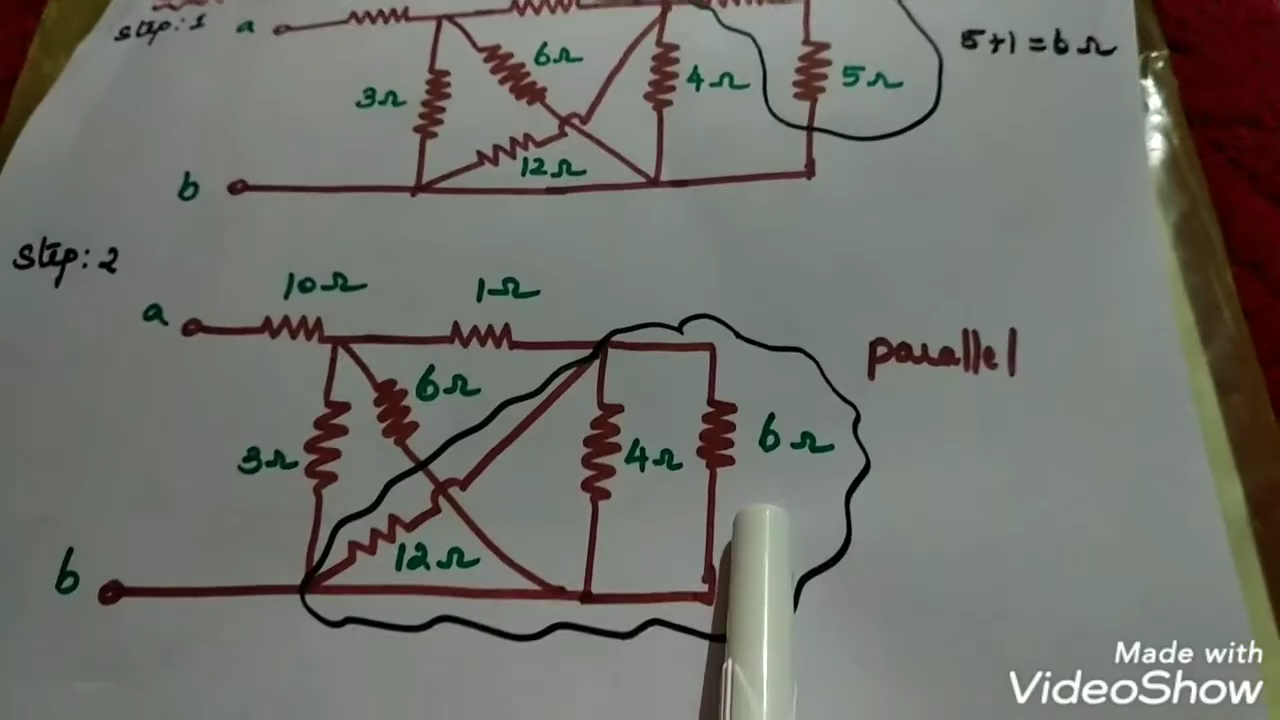 step: 1 a
5+1 = 6 Ω
6Ω
3Ω 4Ω 5Ω
12Ω
b
Step: 2
10Ω 1Ω
a
parallel
6Ω
3Ω 4Ω 6Ω
12Ω
b
Made with
VideoShow